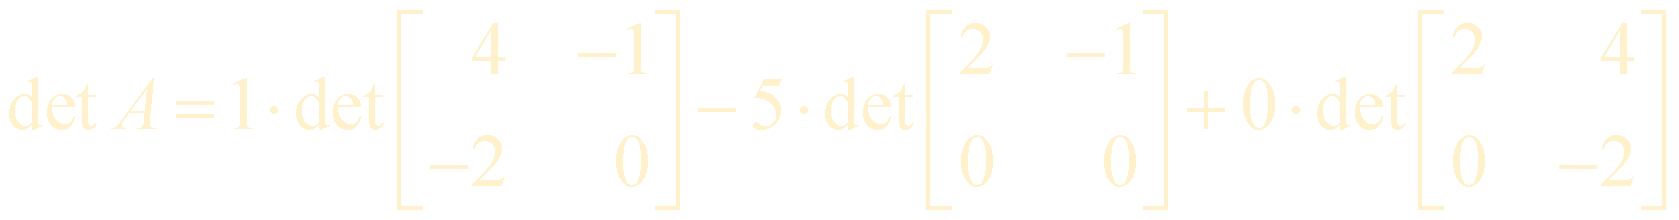 det A = 1 · det [ 4 −1 ; −2 0 ] − 5 · det [ 2 −1 ; 0 0 ] + 0 · det [ 2 4 ; 0 −2 ]